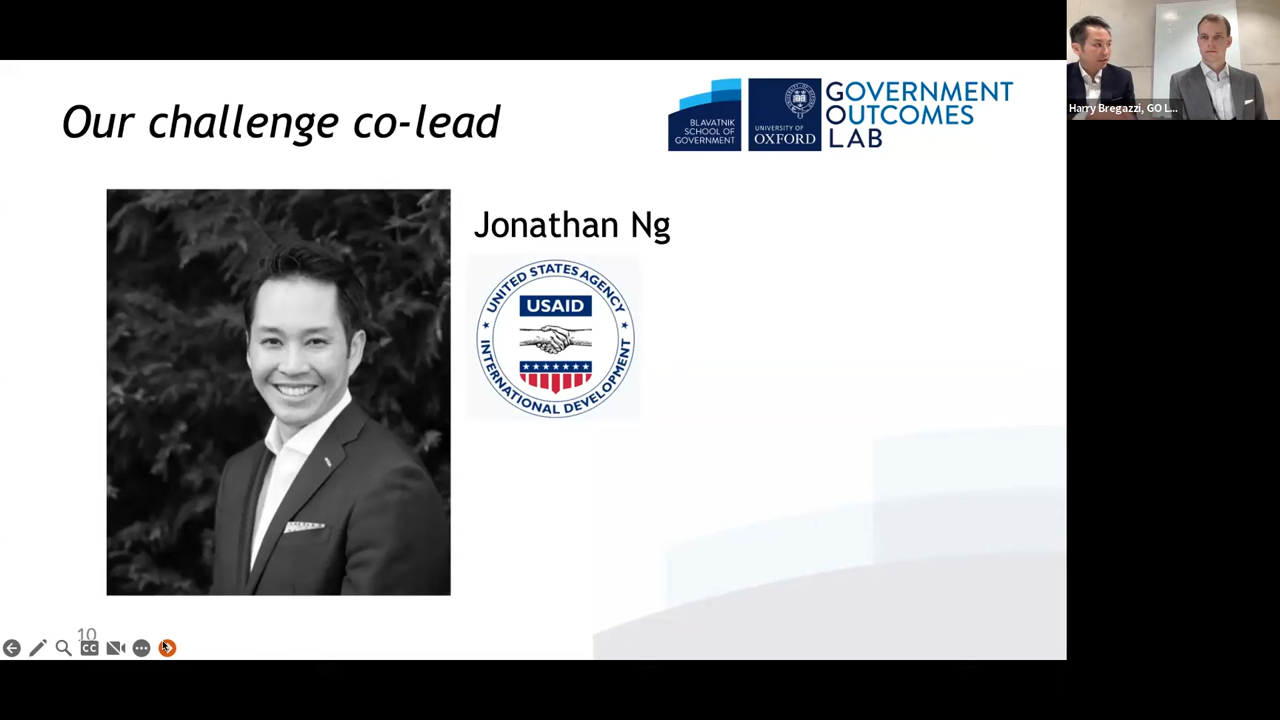 Our challenge co-lead
BLAVATNIK
SCHOOL OF
GOVERNMENT
UNIVERSITY OF
OXFORD
GOVERNMENT
OUTCOMES
LAB
Harry Bregazzi, GO L...
Jonathan Ng
UNITED STATES AGENCY
USAID
INTERNATIONAL DEVELOPMENT
10
CC